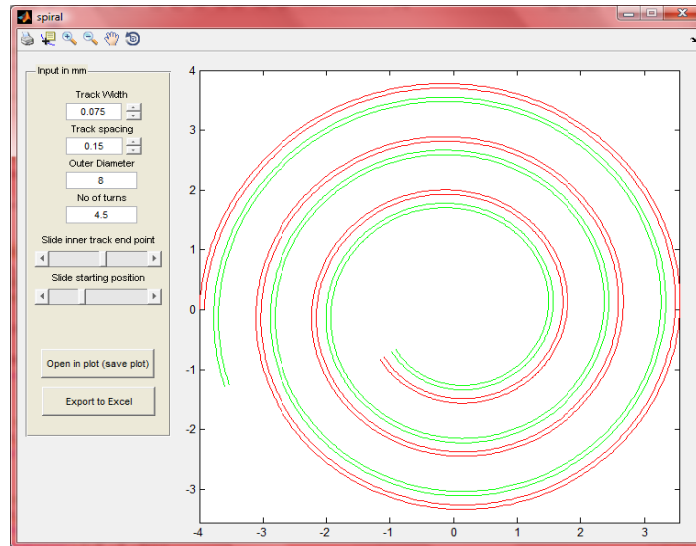 spiral
Input in mm
Track Width
0.075
Track spacing
0.15
Outer Diameter
8
No of turns
4.5
Slide inner track end point
Slide starting position
Open in plot (save plot)
Export to Excel
4
3
2
1
0
-1
-2
-3
-4 -3 -2 -1 0 1 2 3